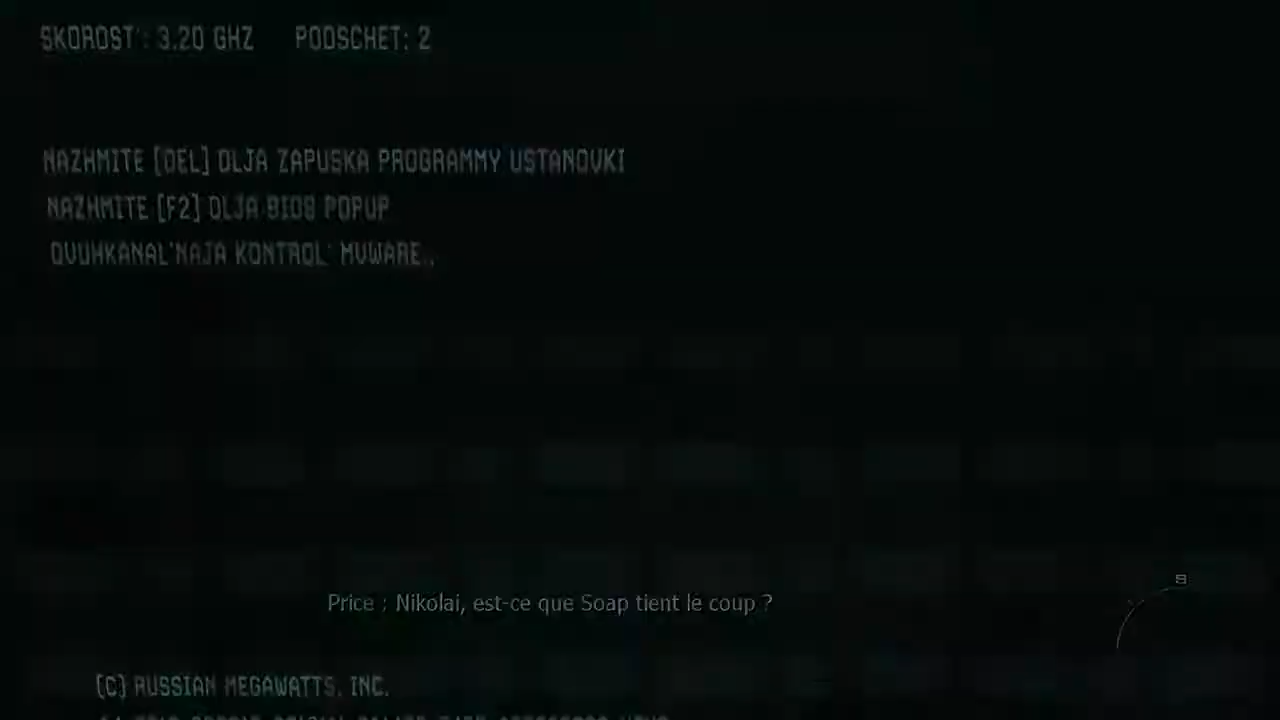 SKOROST': 3.20 GHZ PODSCHET: 2
NAZHMITE [DEL] DLJA ZAPUSKA PROGRAMMY USTANOVKI
NAZHMITE [F2] DLJA BIOS POPUP
DVUHKANAL'NAJA KONTROL' MVWARE..
Price : Nikolai, est-ce que Soap tient le coup ?
(C) RUSSIAN MEGAWATTS, INC.